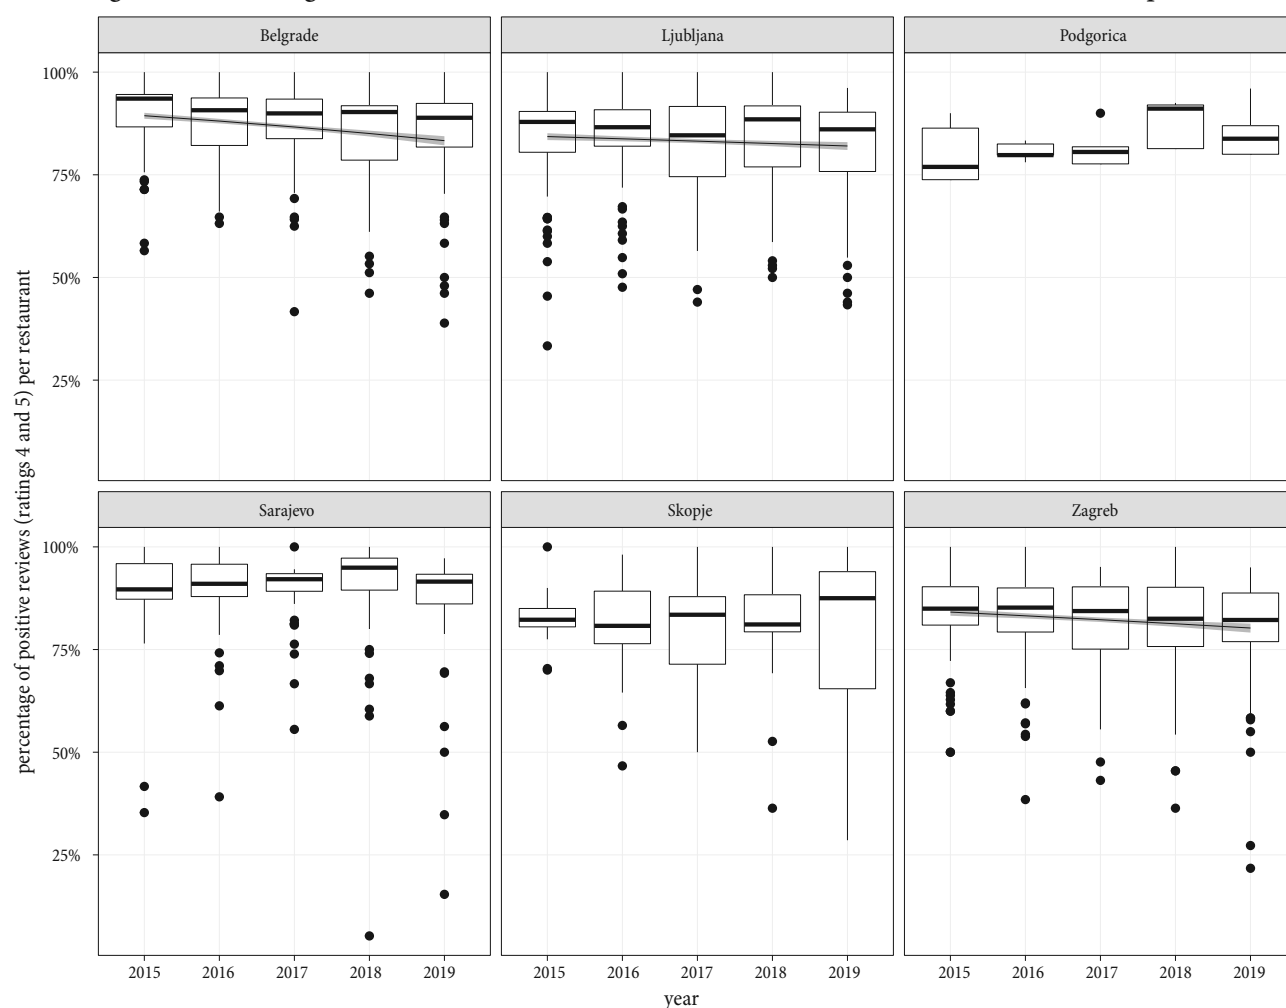 Belgrade Ljubljana Podgorica
100%
75%
50%
25%
Sarajevo Skopje Zagreb
100%
75%
50%
25%
2015 2016 2017 2018 2019 2015 2016 2017 2018 2019 2015 2016 2017 2018 2019
year
percentage of positive reviews (ratings 4 and 5) per restaurant